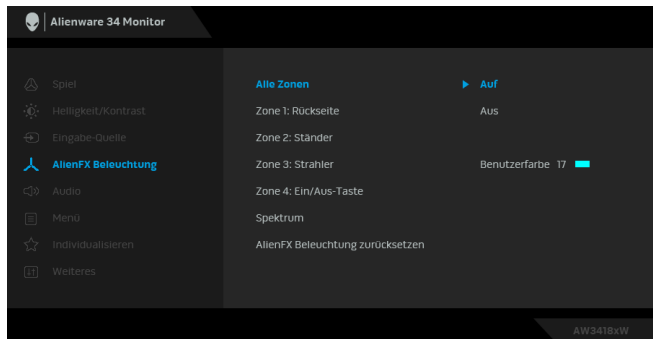 Alienware 34 Monitor
Spiel
Helligkeit/Kontrast
Eingabe-Quelle
AlienFX Beleuchtung
Audio
Menü
Individualisieren
Weiteres
Alle Zonen
Zone 1: Rückseite
Zone 2: Ständer
Zone 3: Strahler
Zone 4: Ein/Aus-Taste
Spektrum
AlienFX Beleuchtung zurücksetzen
Auf
Aus
Benutzerfarbe 17
AW3418xW